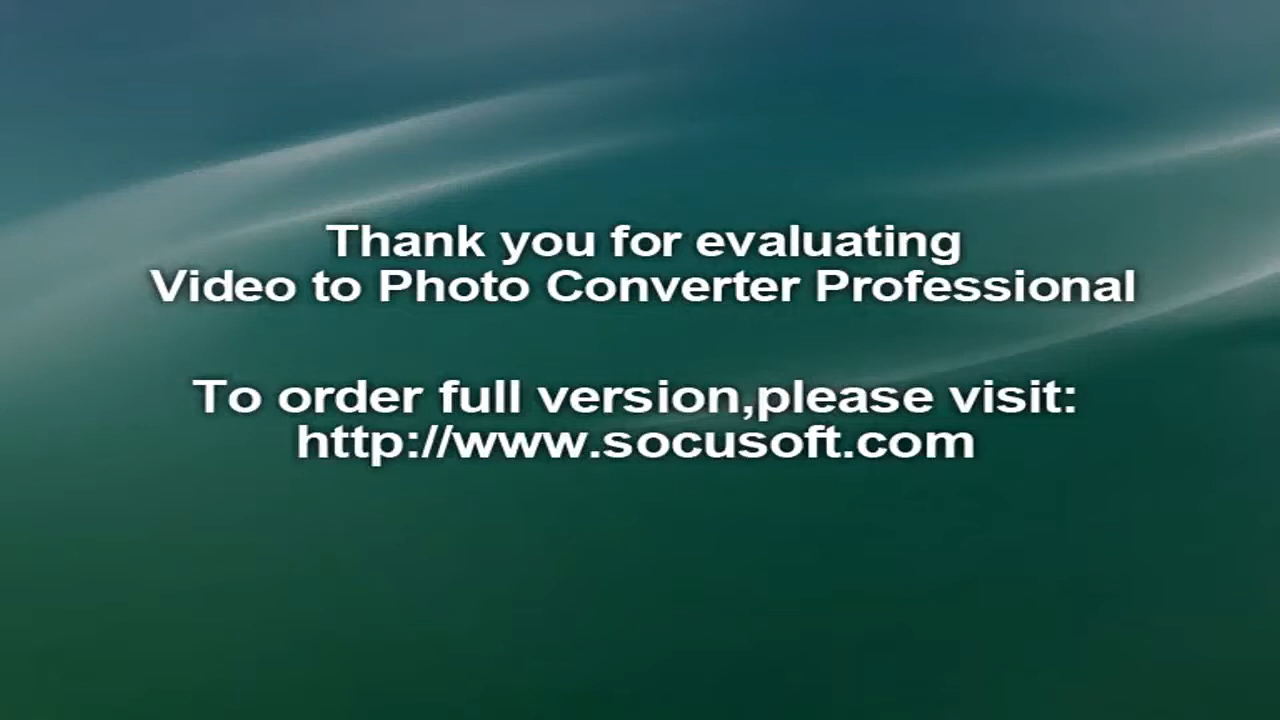 Thank you for evaluating
Video to Photo Converter Professional
To order full version,please visit:
http://www.socusoft.com